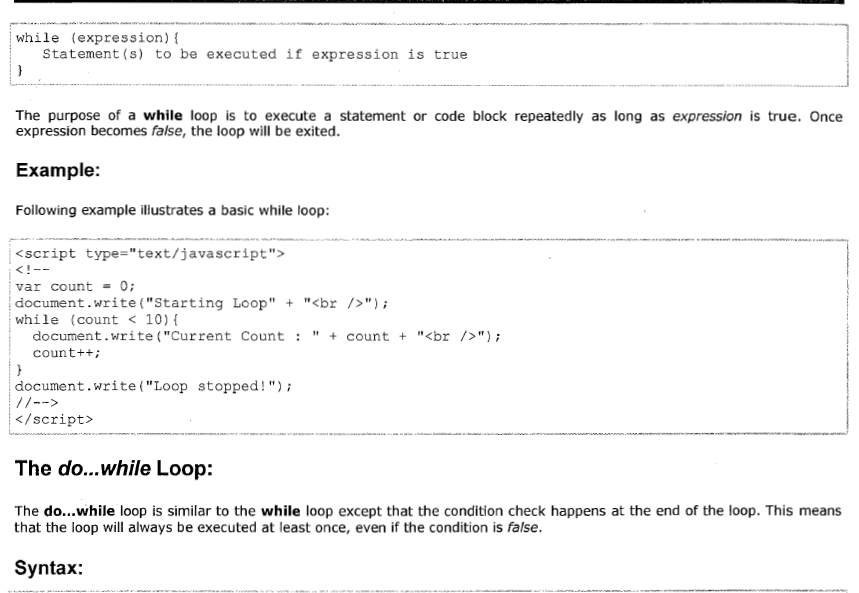 while (expression){
   Statement(s) to be executed if expression is true
}
The purpose of a while loop is to execute a statement or code block repeatedly as long as expression is true. Once
expression becomes false, the loop will be exited.
Example:
Following example illustrates a basic while loop:
<script type="text/javascript">
<!--
var count = 0;
document.write("Starting Loop" + "<br />");
while (count < 10){
  document.write("Current Count : " + count + "<br />");
  count++;
}
document.write("Loop stopped!");
//-->
</script>
The do...while Loop:
The do...while loop is similar to the while loop except that the condition check happens at the end of the loop. This means
that the loop will always be executed at least once, even if the condition is false.
Syntax: